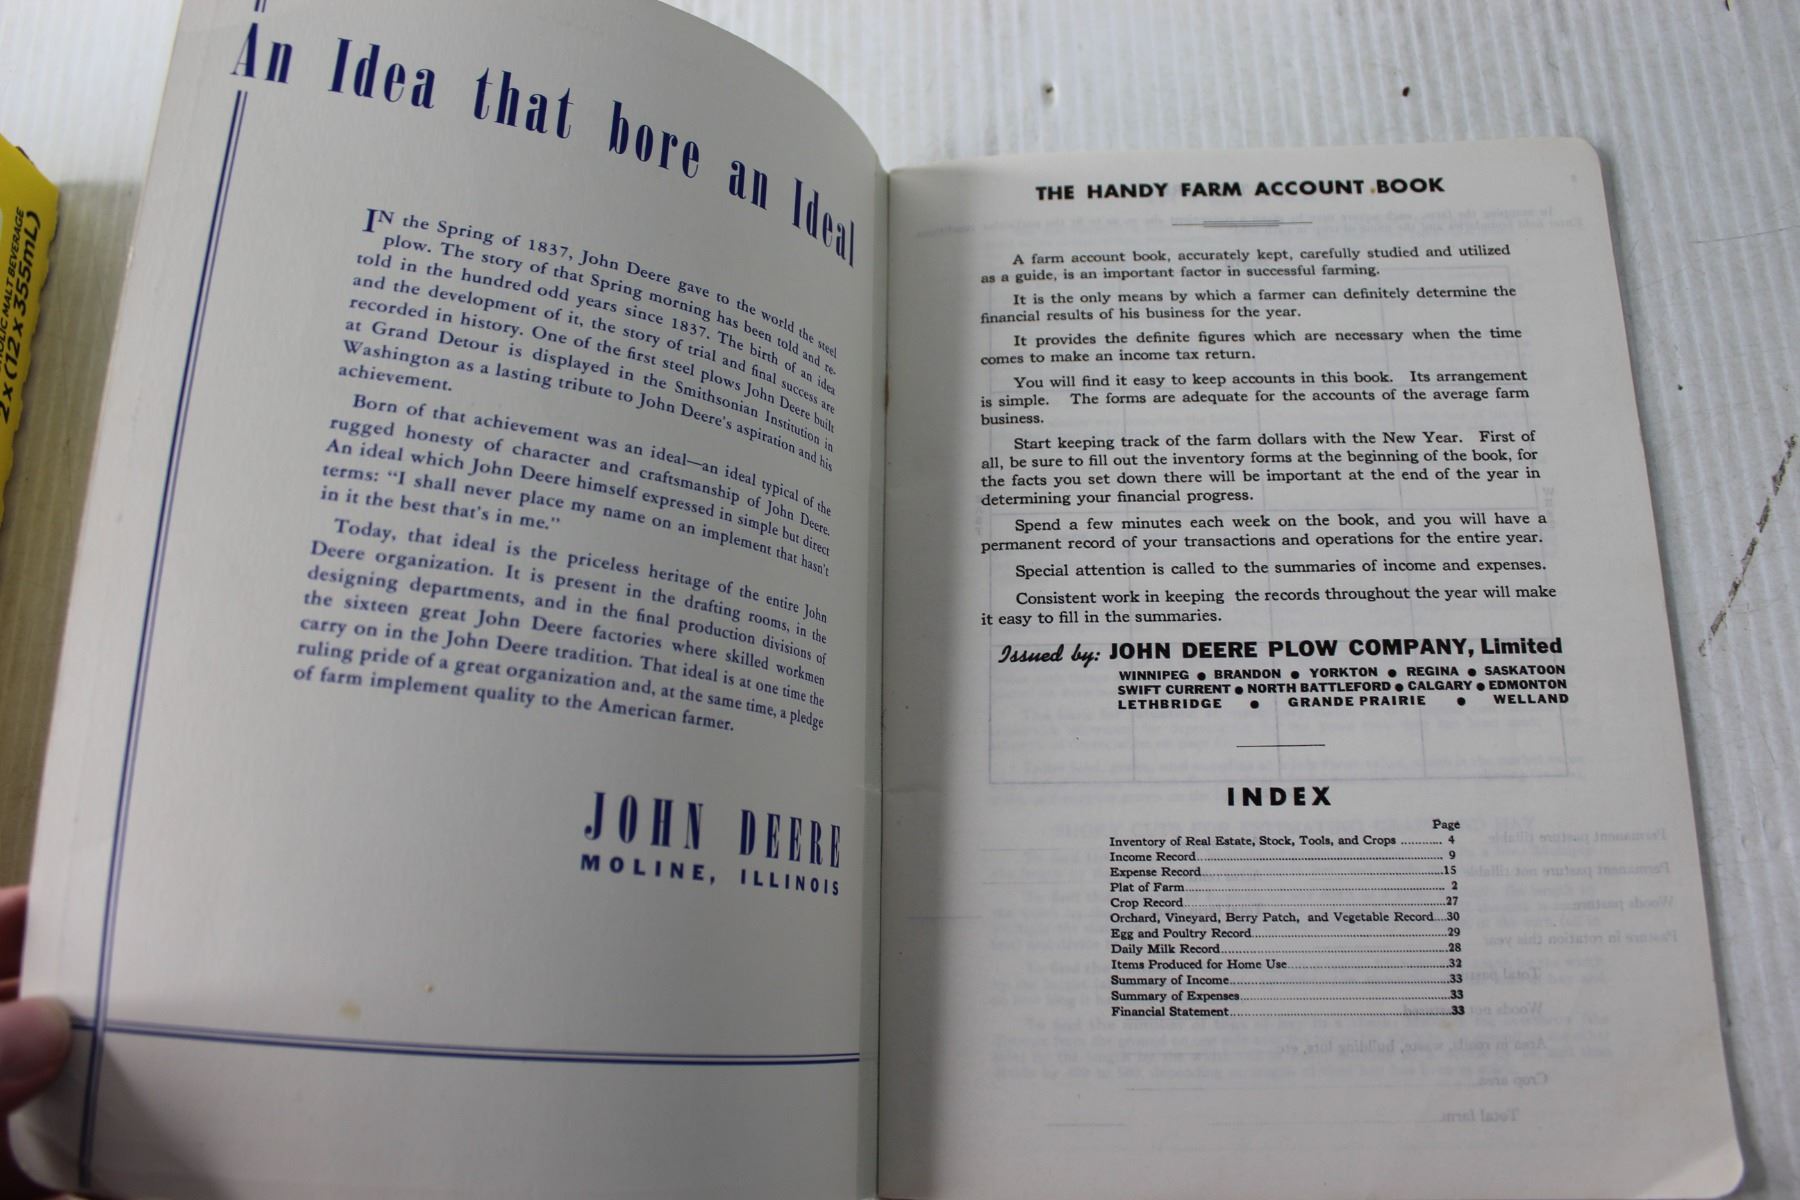 An Idea that bore an Ideal
IN the Spring of 1837, John Deere gave to the world the steel
plow. The story of that Spring morning has been told and re-
told in the hundred odd years since 1837. The birth of an idea
and the development of it, the story of trial and final success are
recorded in history. One of the first steel plows John Deere built
at Grand Detour is displayed in the Smithsonian Institution in
Washington as a lasting tribute to John Deere's aspiration and his
achievement.
Born of that achievement was an ideal—an ideal typical of the
rugged honesty of character and craftsmanship of John Deere.
An ideal which John Deere himself expressed in simple but direct
terms: "I shall never place my name on an implement that hasn't
in it the best that's in me."
Today, that ideal is the priceless heritage of the entire John
Deere organization. It is present in the drafting rooms, in the
designing departments, and in the final production divisions of
the sixteen great John Deere factories where skilled workmen
carry on in the John Deere tradition. That ideal is at one time the
ruling pride of a great organization and, at the same time, a pledge
of farm implement quality to the American farmer.
JOHN DEERE
MOLINE, ILLINOIS
THE HANDY FARM ACCOUNT BOOK
A farm account book, accurately kept, carefully studied and utilized
as a guide, is an important factor in successful farming.
It is the only means by which a farmer can definitely determine the
financial results of his business for the year.
It provides the definite figures which are necessary when the time
comes to make an income tax return.
You will find it easy to keep accounts in this book. Its arrangement
is simple. The forms are adequate for the accounts of the average farm
business.
Start keeping track of the farm dollars with the New Year. First of
all, be sure to fill out the inventory forms at the beginning of the book, for
the facts you set down there will be important at the end of the year in
determining your financial progress.
Spend a few minutes each week on the book, and you will have a
permanent record of your transactions and operations for the entire year.
Special attention is called to the summaries of income and expenses.
Consistent work in keeping the records throughout the year will make
it easy to fill in the summaries.
Issued by: JOHN DEERE PLOW COMPANY, Limited
WINNIPEG ● BRANDON ● YORKTON ● REGINA ● SASKATOON
SWIFT CURRENT ● NORTH BATTLEFORD ● CALGARY ● EDMONTON
LETHBRIDGE ● GRANDE PRAIRIE ● WELLAND
INDEX
Page
Inventory of Real Estate, Stock, Tools, and Crops ........... 4
Income Record........ 9
Expense Record........15
Plat of Farm........ 2
Crop Record........27
Orchard, Vineyard, Berry Patch, and Vegetable Record....30
Egg and Poultry Record........29
Daily Milk Record........28
Items Produced for Home Use........32
Summary of Income........33
Summary of Expenses........33
Financial Statement........33
MALT BEVERAGE
2 x (12 x 355mL)